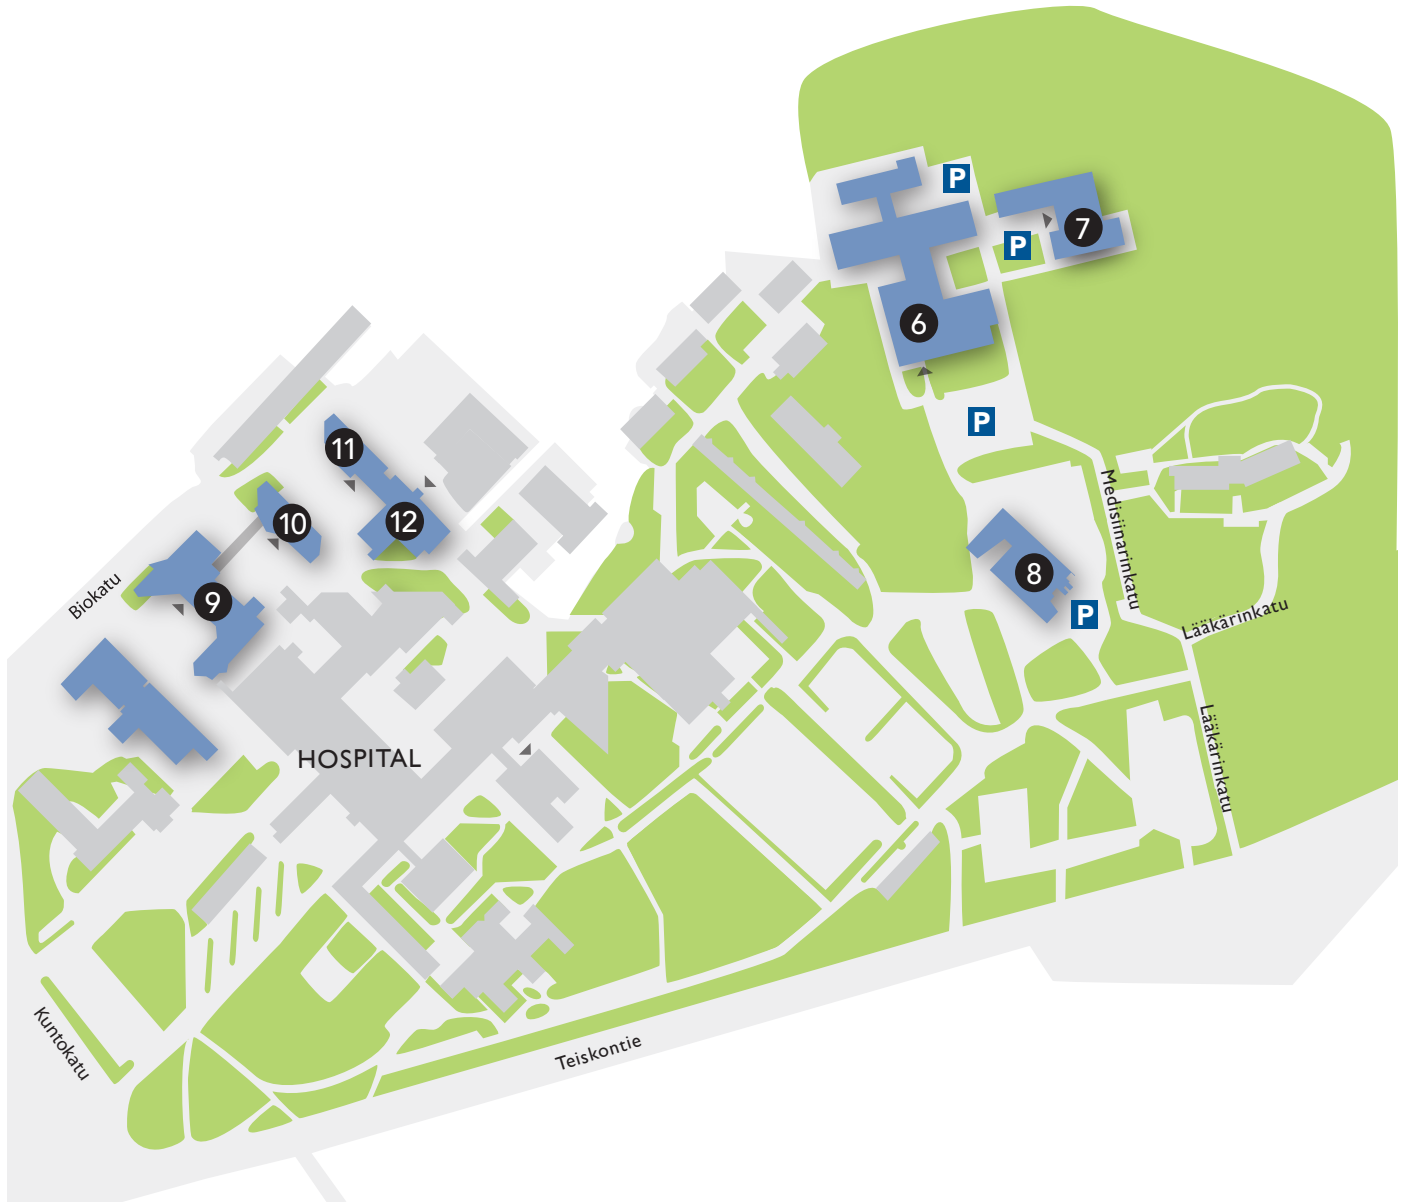 P
7
P
6
P
11
Medisiinarinkatu
10
12
8
Biokatu
9
P
Lääkärinkatu
Lääkärinkatu
HOSPITAL
Kuntokatu
Teiskontie